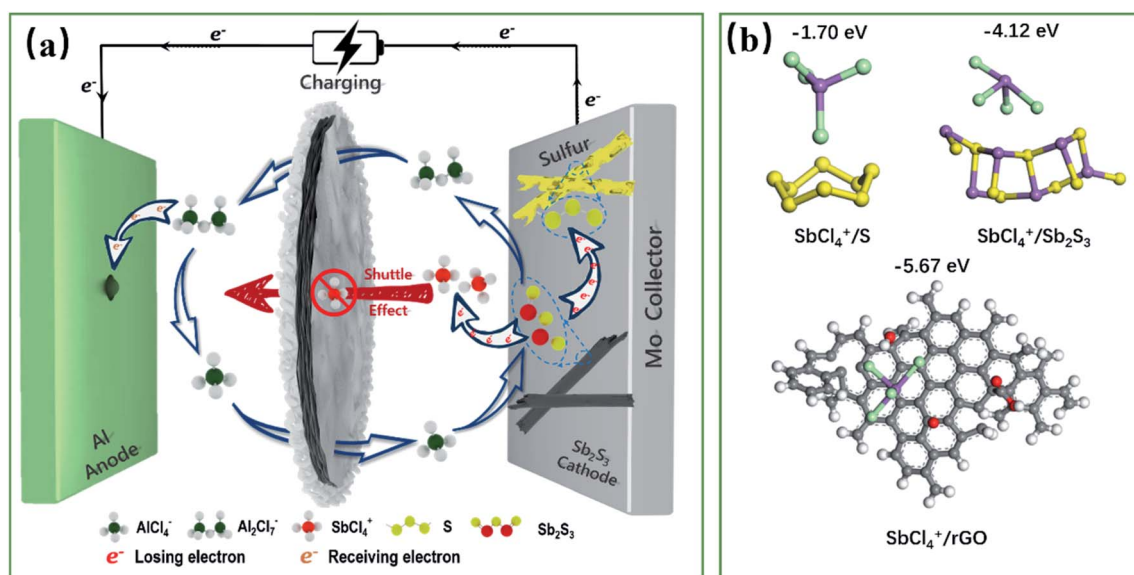 (a)
e-
e-
Charging
e-
e-
Sulfur
Mo Collector
e-
e-
e-
e-
e-
e-
e-
Shuttle
Effect
e-
e-
e-
e-
Al
Anode
Sb₂S₃
Cathode
AlCl₄⁻
Al₂Cl₇⁻
SbCl₄⁺
S
Sb₂S₃
e- Losing electron
e- Receiving electron
(b)
-1.70 eV
-4.12 eV
SbCl₄⁺/S
SbCl₄⁺/Sb₂S₃
-5.67 eV
SbCl₄⁺/rGO